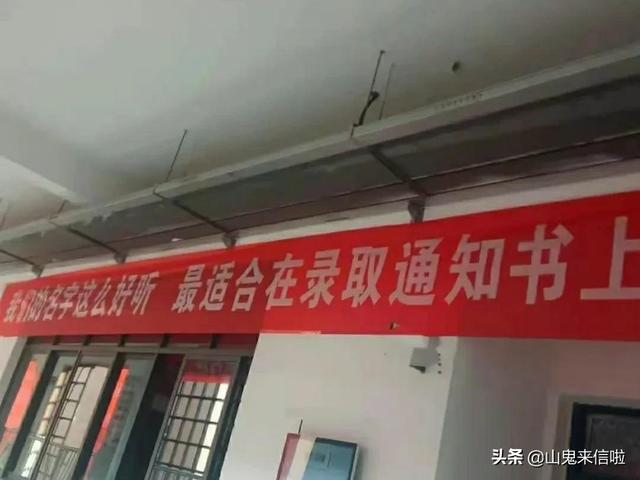 我们的名字这么好听 最适合在录取通知书上
头条 @山鬼来信啦